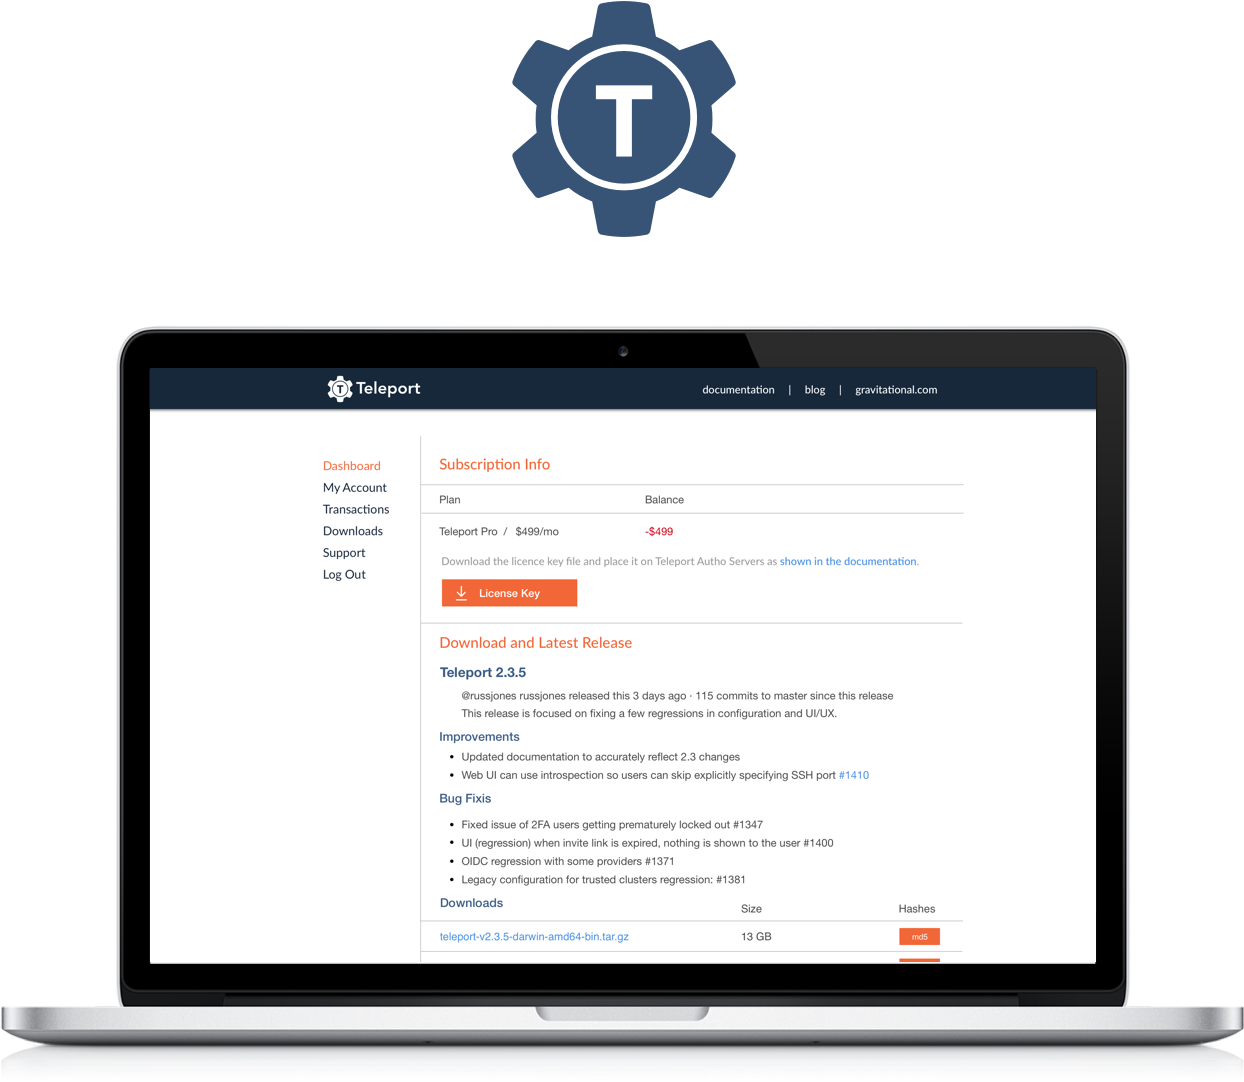 T
Teleport
documentation | blog | gravitational.com
Dashboard
My Account
Transactions
Downloads
Support
Log Out
Subscription Info
Plan Balance
Teleport Pro / $499/mo -$499
Download the licence key file and place it on Teleport Autho Servers as shown in the documentation.
License Key
Download and Latest Release
Teleport 2.3.5
@russjones russjones released this 3 days ago · 115 commits to master since this release
This release is focused on fixing a few regressions in configuration and UI/UX.
Improvements
• Updated documentation to accurately reflect 2.3 changes
• Web UI can use introspection so users can skip explicitly specifying SSH port #1410
Bug Fixis
• Fixed issue of 2FA users getting prematurely locked out #1347
• UI (regression) when invite link is expired, nothing is shown to the user #1400
• OIDC regression with some providers #1371
• Legacy configuration for trusted clusters regression: #1381
Downloads Size Hashes
teleport-v2.3.5-darwin-amd64-bin.tar.gz 13 GB md5